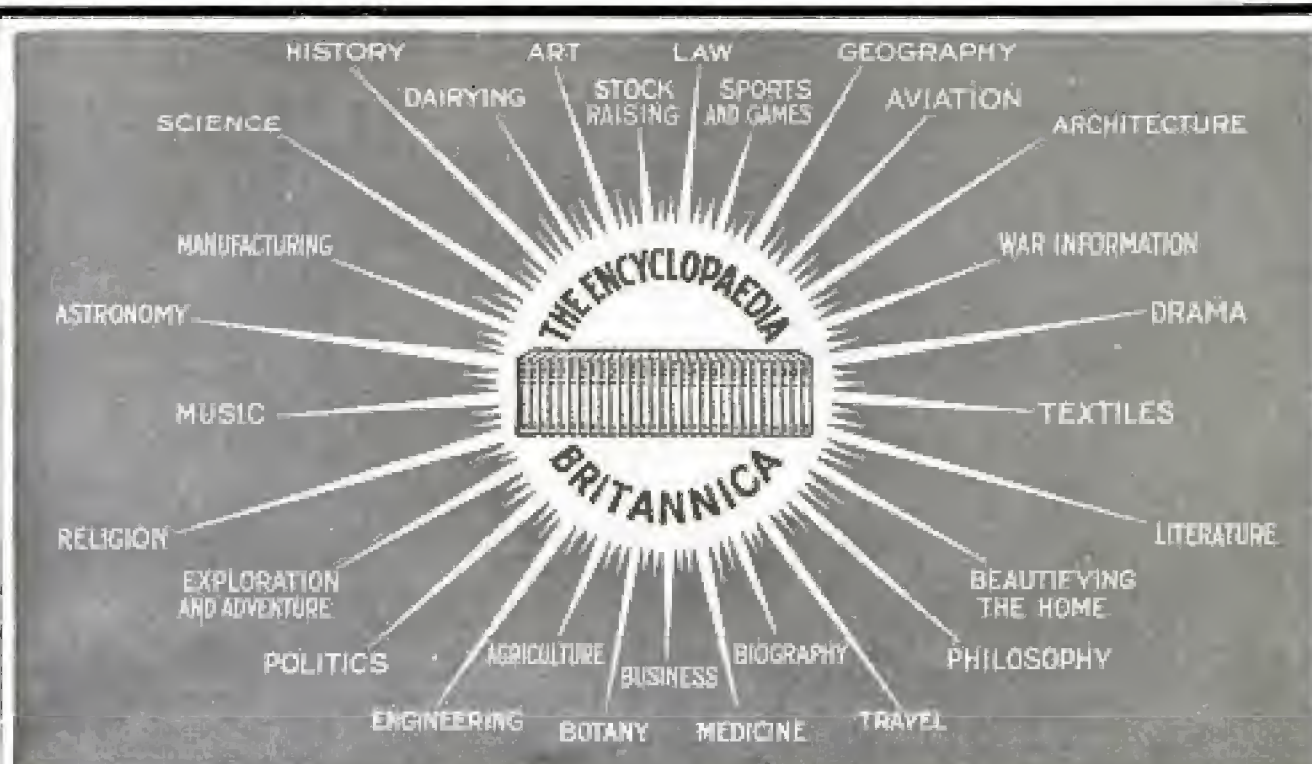 HISTORY
ART
LAW
GEOGRAPHY
DAIRYING
STOCK
RAISING
SPORTS
AND GAMES
AVIATION
SCIENCE
ARCHITECTURE
MANUFACTURING
WAR INFORMATION
ASTRONOMY
DRAMA
THE ENCYCLOPAEDIA
BRITANNICA
MUSIC
TEXTILES
RELIGION
LITERATURE
EXPLORATION
AND ADVENTURE
BEAUTIFYING
THE HOME
POLITICS
AGRICULTURE
BUSINESS
BIOGRAPHY
PHILOSOPHY
ENGINEERING
BOTANY
MEDICINE
TRAVEL